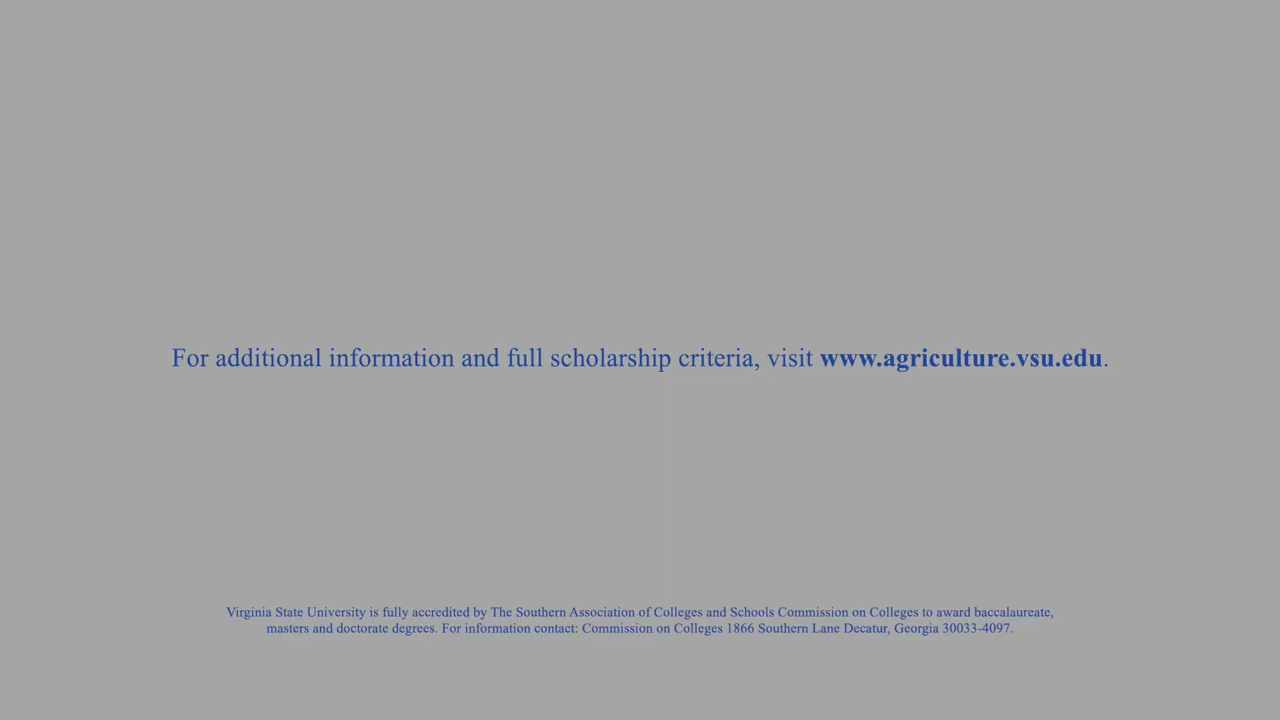 For additional information and full scholarship criteria, visit www.agriculture.vsu.edu.
Virginia State University is fully accredited by The Southern Association of Colleges and Schools Commission on Colleges to award baccalaureate,
masters and doctorate degrees. For information contact: Commission on Colleges 1866 Southern Lane Decatur, Georgia 30033-4097.